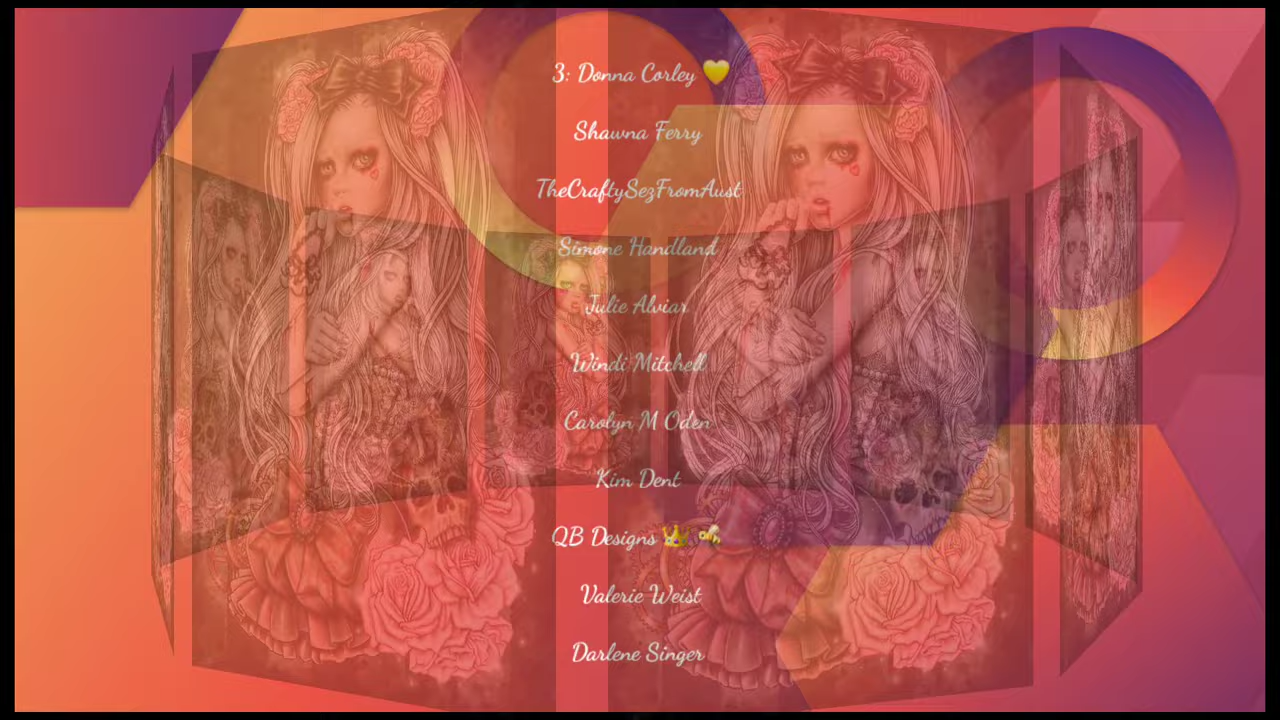 3: Donna Corley 💛
Shawna Ferry
TheCraftySezFromAust
Simone Handland
Julie Alviar
Windi Mitchell
Carolyn M Oden
Kim Dent
QB Designs 👑 🐝
Valerie Weist
Darlene Singer